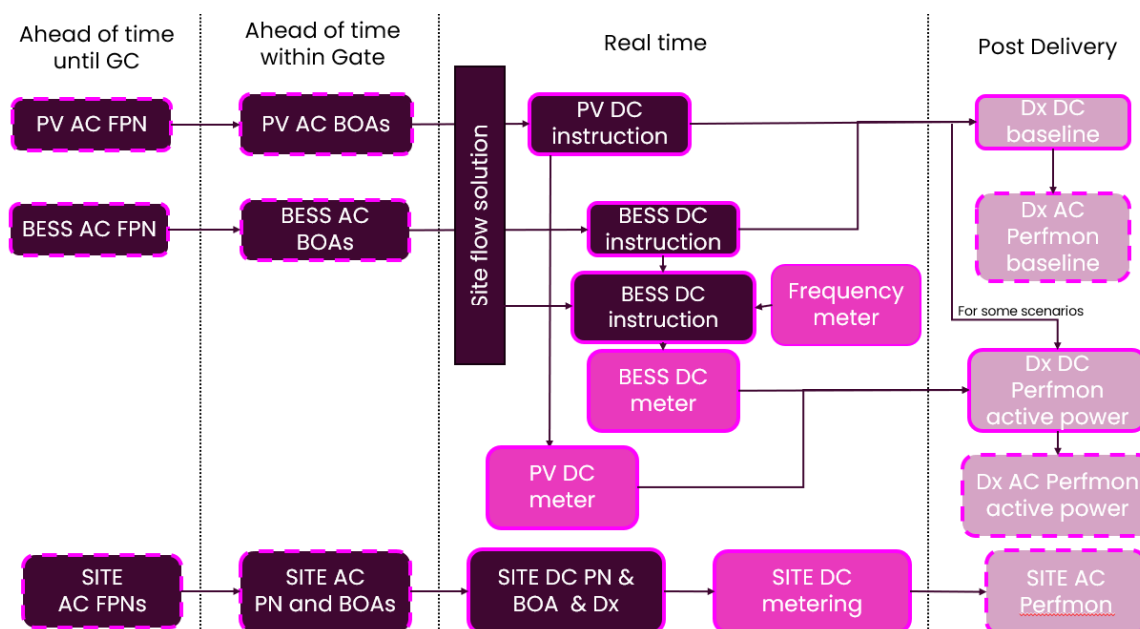 Ahead of time
until GC
Ahead of time
within Gate
Real time
Post Delivery
PV AC FPN
PV AC BOAs
Site flow solution
PV DC
instruction
Dx DC
baseline
BESS AC FPN
BESS AC
BOAs
BESS DC
instruction
Dx AC
Perfmon
baseline
BESS DC
instruction
Frequency
meter
For some scenarios
BESS DC
meter
Dx DC
Perfmon
active power
PV DC
meter
Dx AC Perfmon
active power
SITE
AC FPNs
SITE AC
PN and BOAs
SITE DC PN &
BOA & Dx
SITE DC
metering
SITE AC
Perfmon